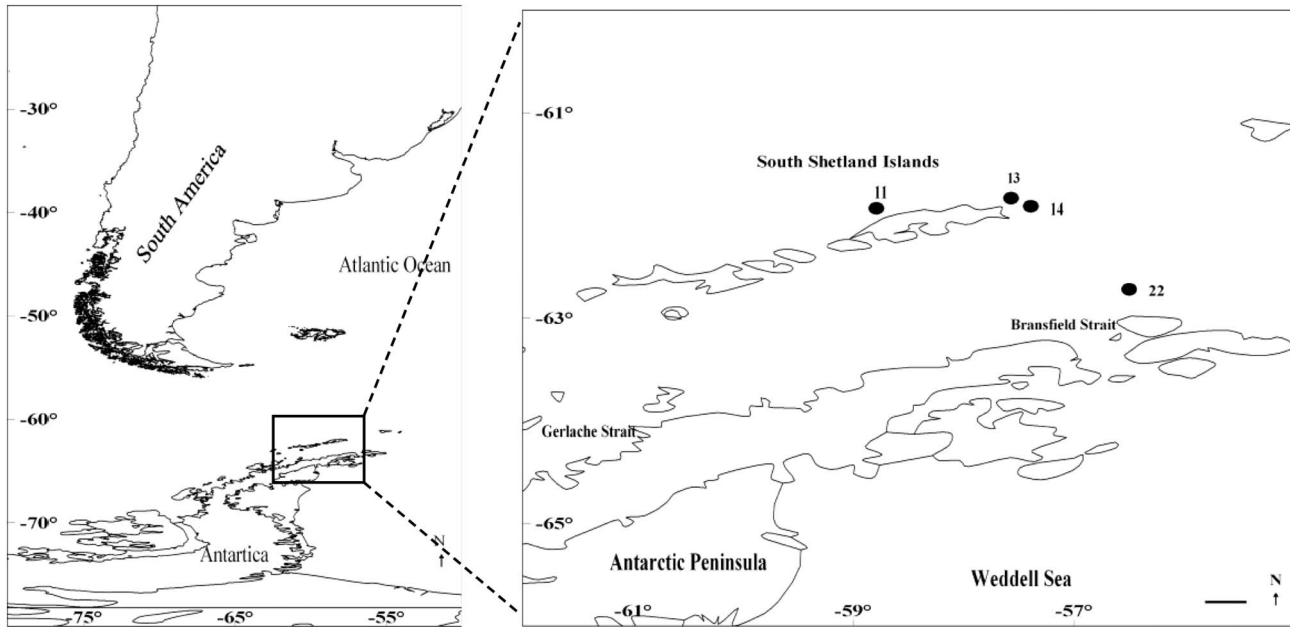 -30°
-40°
-50°
-60°
-70°
-75°
-65°
-55°
South America
Atlantic Ocean
Antartica
N
-61°
-63°
-65°
-61°
-59°
-57°
South Shetland Islands
11
13
14
22
Bransfield Strait
Gerlache Strait
Antarctic Peninsula
Weddell Sea
N